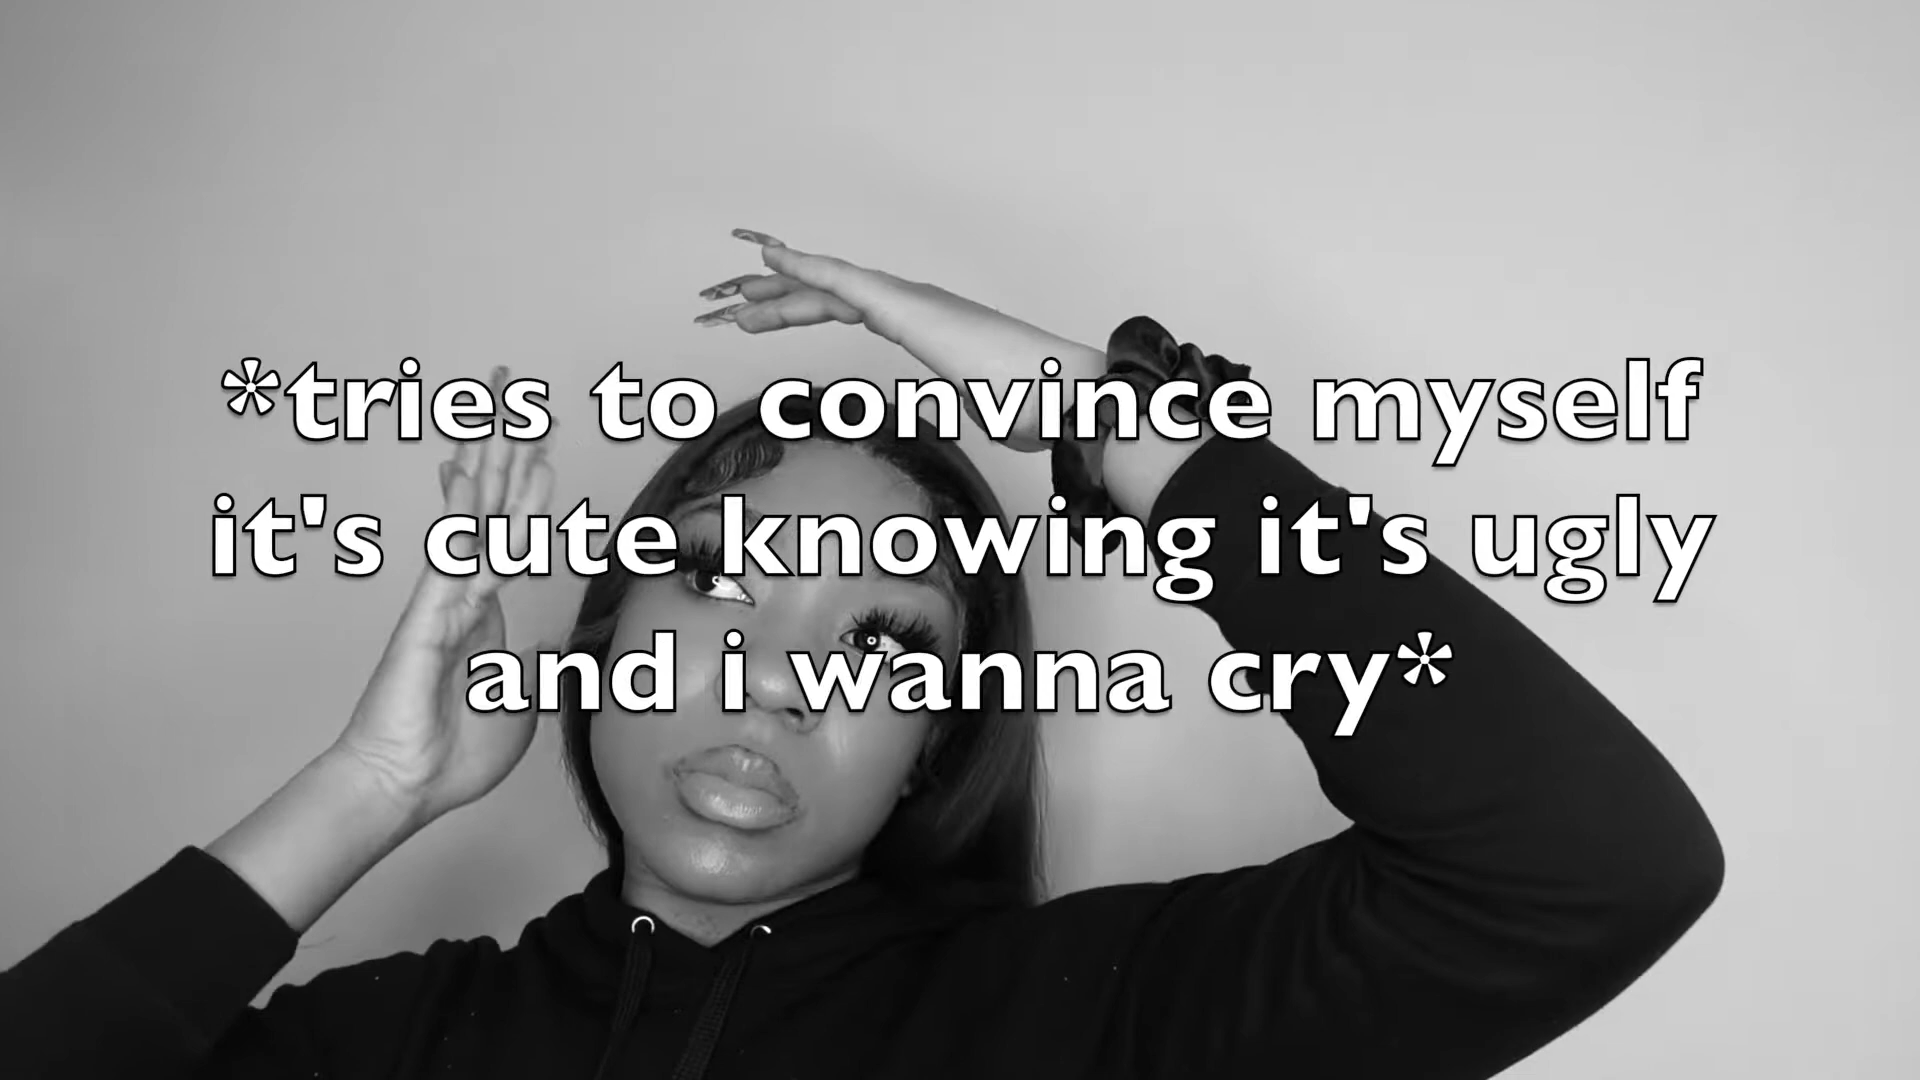 *tries to convince myself
it's cute knowing it's ugly
and i wanna cry*